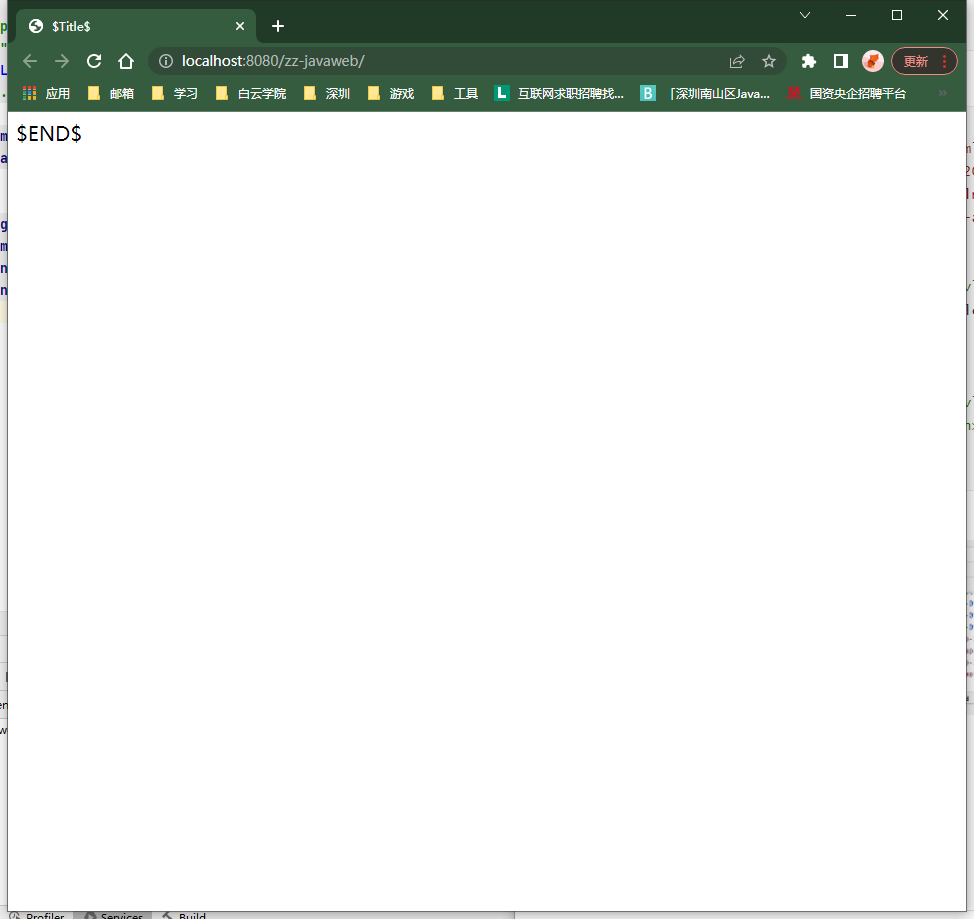 $Title$
localhost:8080/zz-javaweb/
更新
应用 邮箱 学习 白云学院 深圳 游戏 工具 互联网求职招聘找... 「深圳南山区Java... 国资央企招聘平台 »
$END$
Profiler Services Build